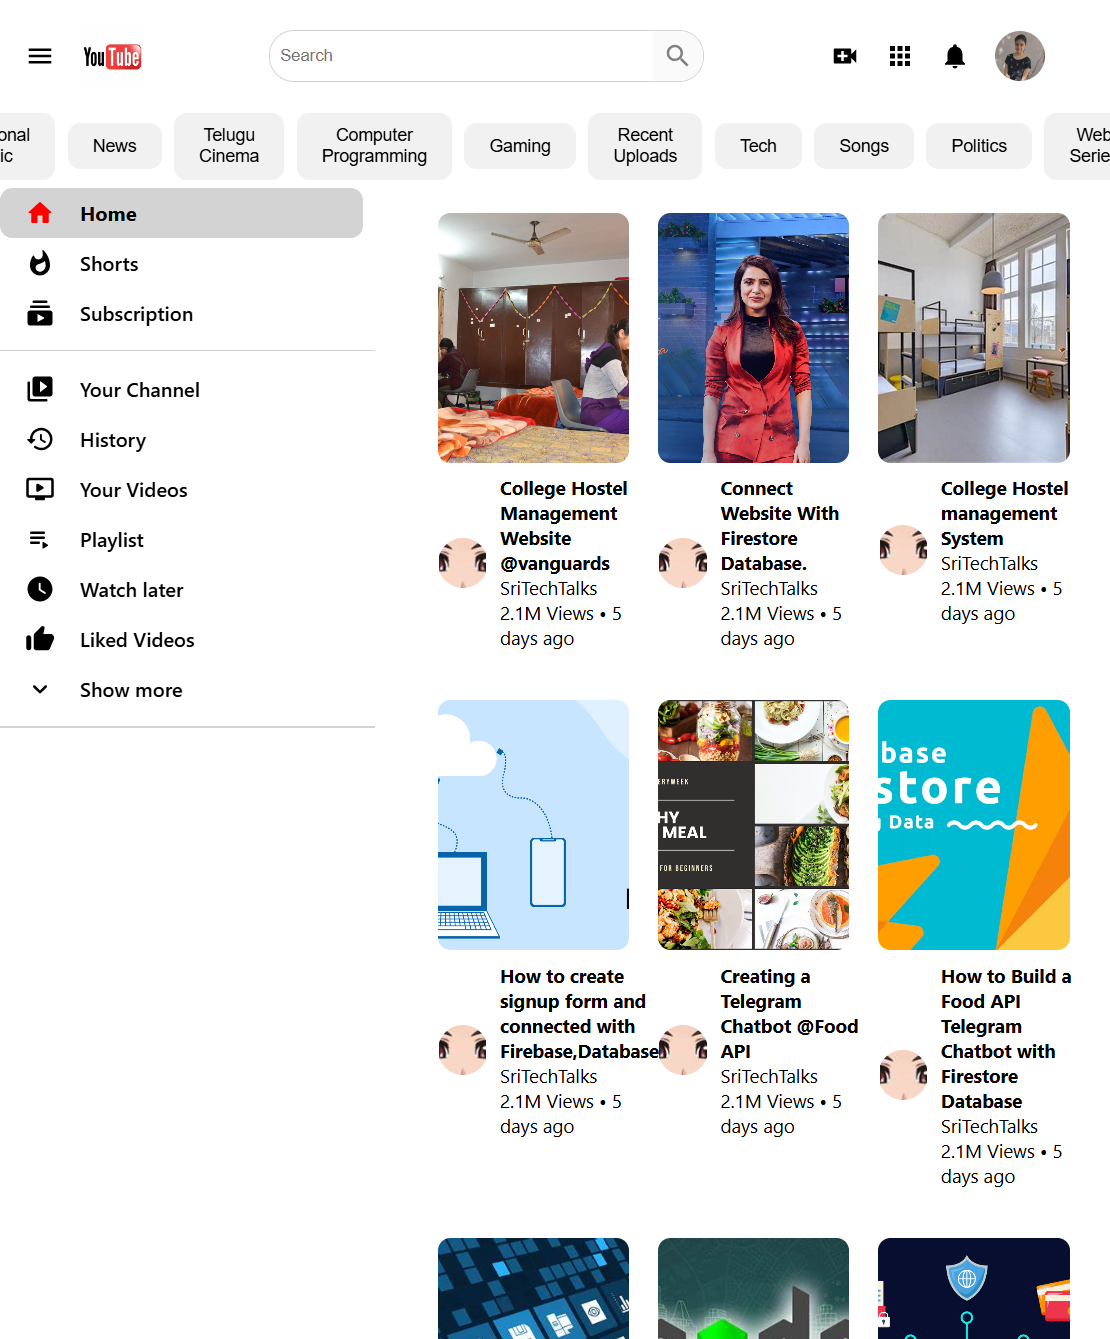 YouTube
Search
onal
ic
News
Telugu
Cinema
Computer
Programming
Gaming
Recent
Uploads
Tech
Songs
Politics
Web
Serie
Home
Shorts
Subscription
Your Channel
History
Your Videos
Playlist
Watch later
Liked Videos
Show more
College Hostel
Management
Website
@vanguards
SriTechTalks
2.1M Views • 5
days ago
Connect
Website With
Firestore
Database.
SriTechTalks
2.1M Views • 5
days ago
College Hostel
management
System
SriTechTalks
2.1M Views • 5
days ago
ERYWEEK
HY
MEAL
FOR BEGINNERS
base
store
g Data
How to create
signup form and
connected with
Firebase,Database
SriTechTalks
2.1M Views • 5
days ago
Creating a
Telegram
Chatbot @Food
API
SriTechTalks
2.1M Views • 5
days ago
How to Build a
Food API
Telegram
Chatbot with
Firestore
Database
SriTechTalks
2.1M Views • 5
days ago